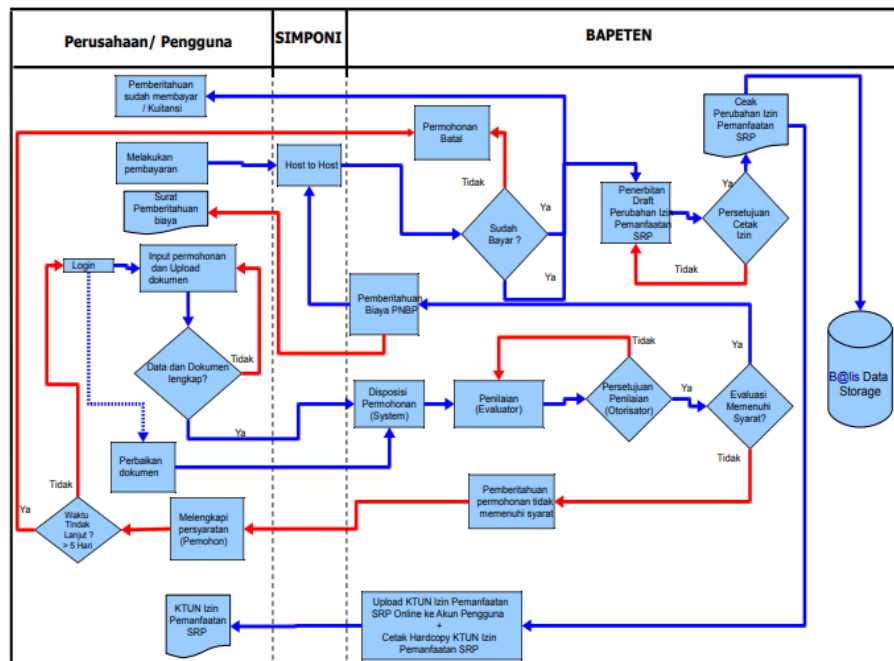 Perusahaan/ Pengguna
SIMPONI
BAPETEN
Pemberitahuan
sudah membayar
/ Kuitansi
Permohonan
Batal
Ceak
Perubahan Izin
Pemanfaatan
SRP
Melakukan
pembayaran
Host to Host
Tidak
Ya
Ya
Surat
Pemberitahuan
biaya
Sudah
Bayar ?
Penerbitan
Draft
Perubahan Izin
Pemanfaatan
SRP
Persetujuan
Cetak
Izin
Login
Input permohonan
dan Upload
dokumen
Ya
Tidak
Pemberitahuan
Biaya PNBP
Data dan Dokumen
lengkap?
Tidak
Tidak
Ya
B@lis Data
Storage
Disposisi
Permohonan
(System)
Penilaian
(Evaluator)
Persetujuan
Penilaian
(Otorisator)
Ya
Evaluasi
Memenuhi
Syarat?
Ya
Perbaikan
dokumen
Tidak
Tidak
Ya
Waktu
Tindak
Lanjut ?
> 5 Hari
Melengkapi
persyaratan
(Pemohon)
Pemberitahuan
permohonan tidak
memenuhi syarat
KTUN Izin
Pemanfaatan
SRP
Upload KTUN Izin Pemanfaatan
SRP Online ke Akun Pengguna
+
Cetak Hardcopy KTUN Izin
Pemanfaatan SRP